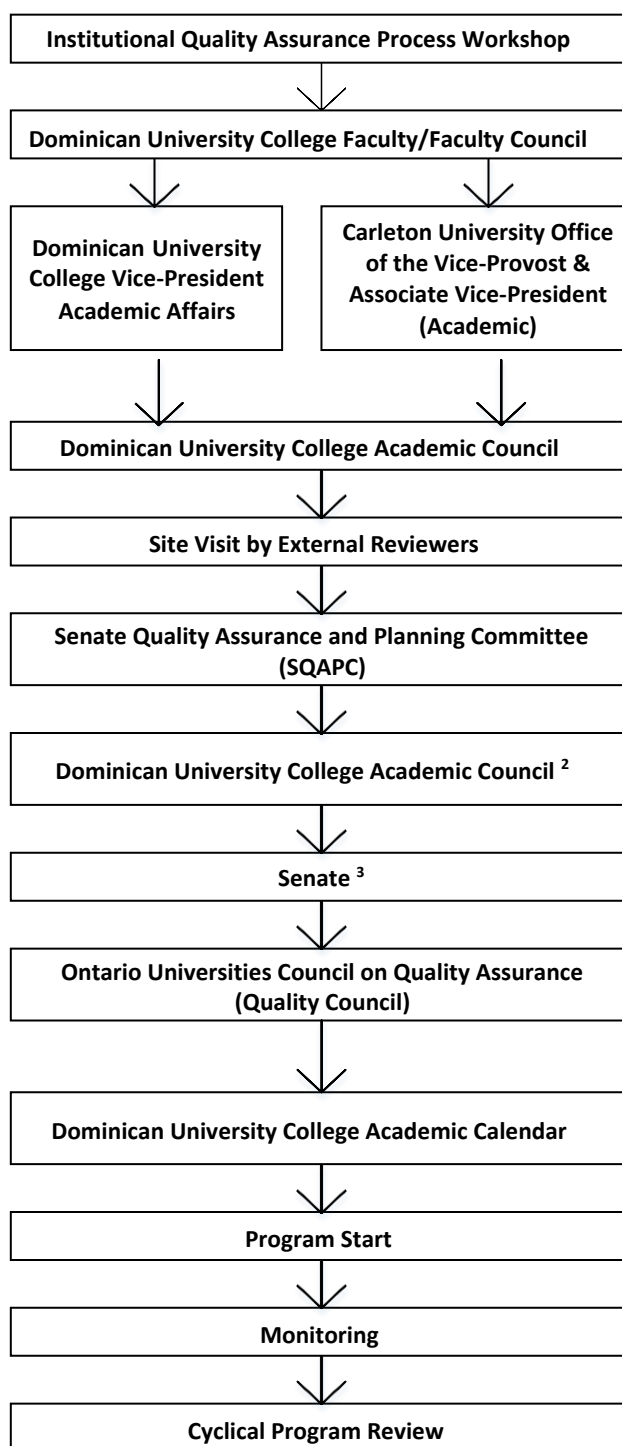 Institutional Quality Assurance Process Workshop
Dominican University College Faculty/Faculty Council
Dominican University
College Vice-President
Academic Affairs
Carleton University Office
of the Vice-Provost &
Associate Vice-President
(Academic)
Dominican University College Academic Council
Site Visit by External Reviewers
Senate Quality Assurance and Planning Committee
(SQAPC)
Dominican University College Academic Council ²
Senate ³
Ontario Universities Council on Quality Assurance
(Quality Council)
Dominican University College Academic Calendar
Program Start
Monitoring
Cyclical Program Review